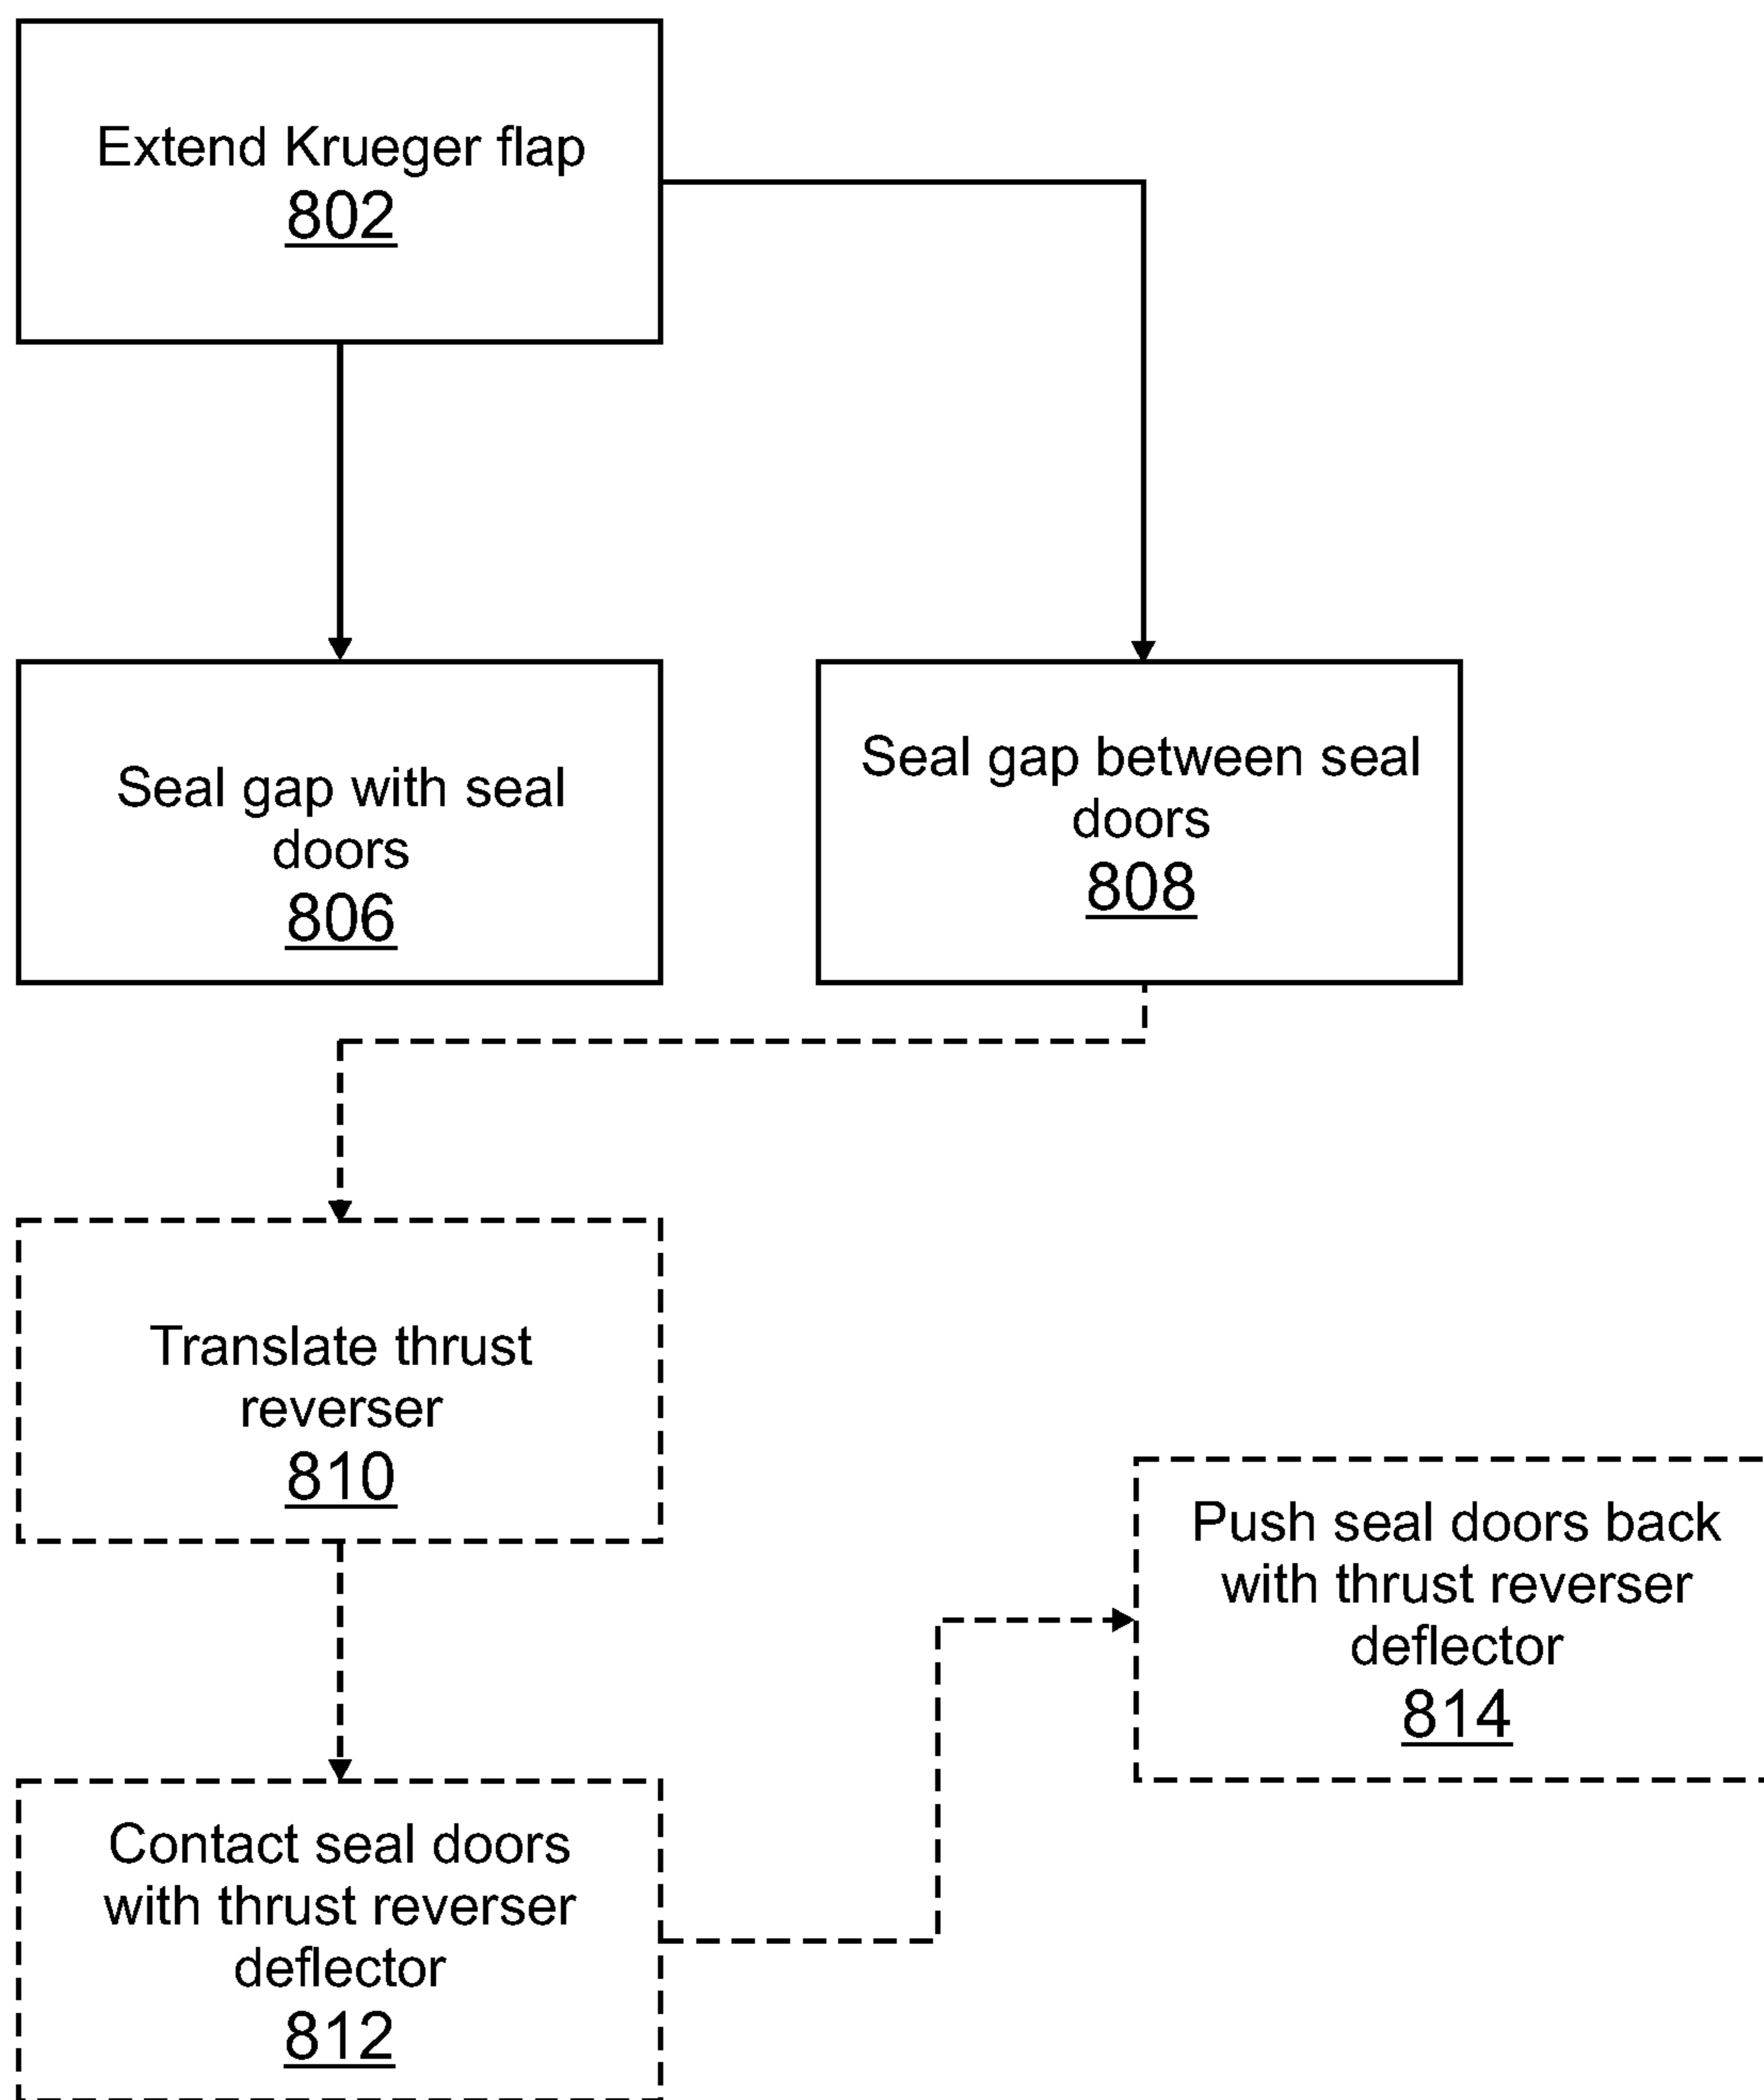 Extend Krueger flap
802
Seal gap with seal
doors
806
Seal gap between seal
doors
808
Translate thrust
reverser
810
Contact seal doors
with thrust reverser
deflector
812
Push seal doors back
with thrust reverser
deflector
814